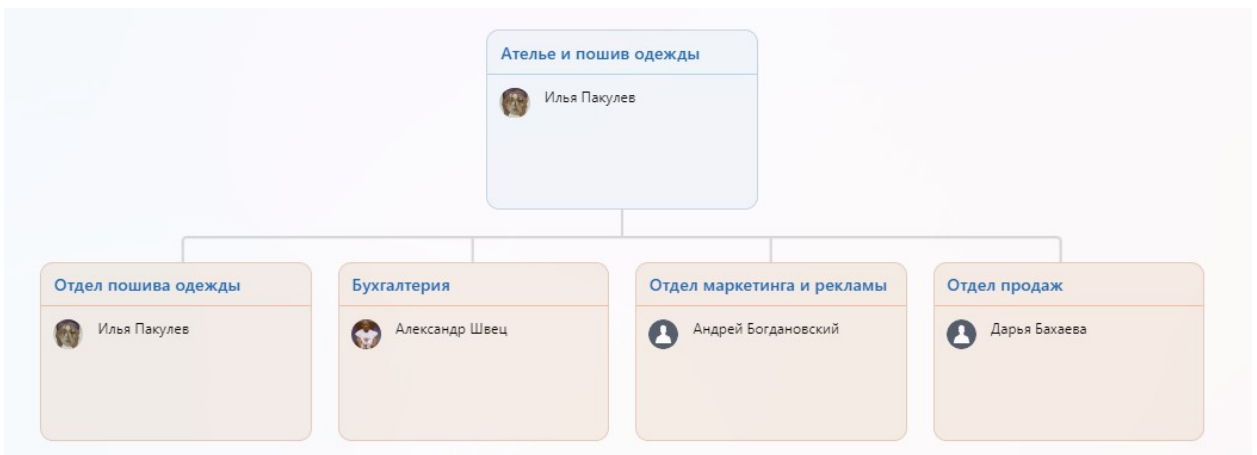 Ателье и пошив одежды
Илья Пакулев
Отдел пошива одежды
Илья Пакулев
Бухгалтерия
Александр Швец
Отдел маркетинга и рекламы
Андрей Богдановский
Отдел продаж
Дарья Бахаева